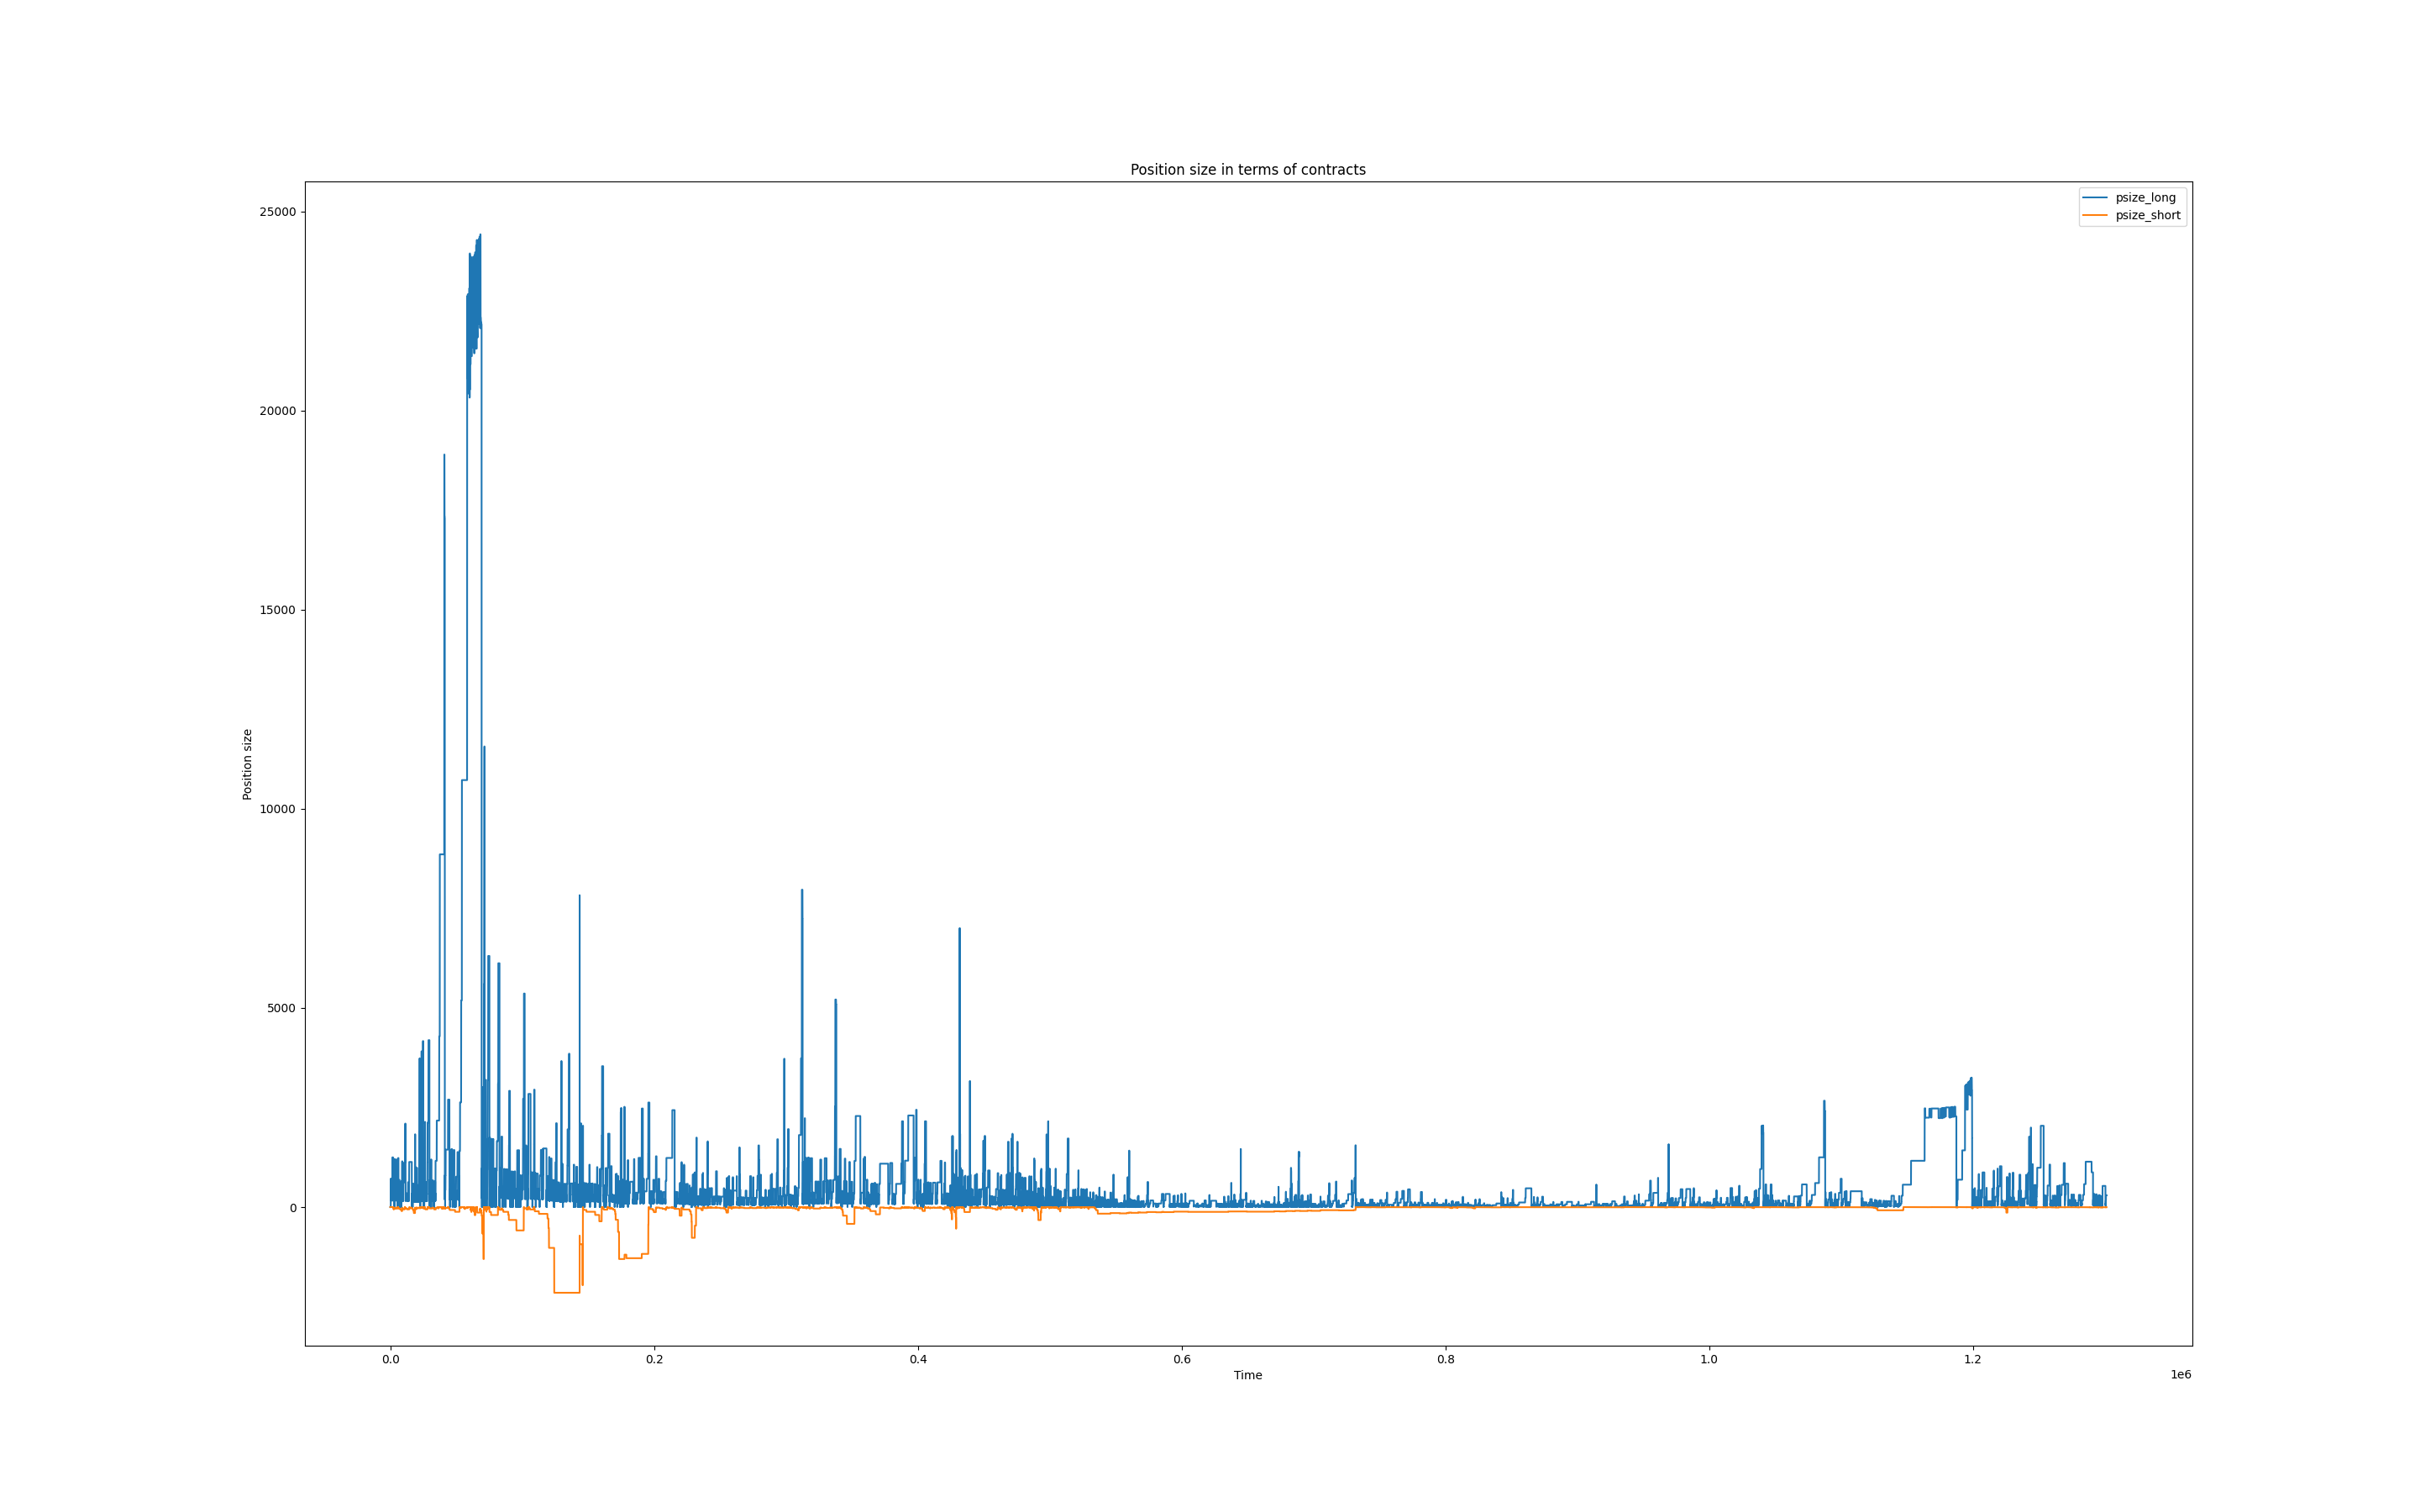 Position size in terms of contracts
psize_long
psize_short
25000
20000
15000
10000
5000
0
Position size
0.0 0.2 0.4 0.6 0.8 1.0 1.2
Time
1e6